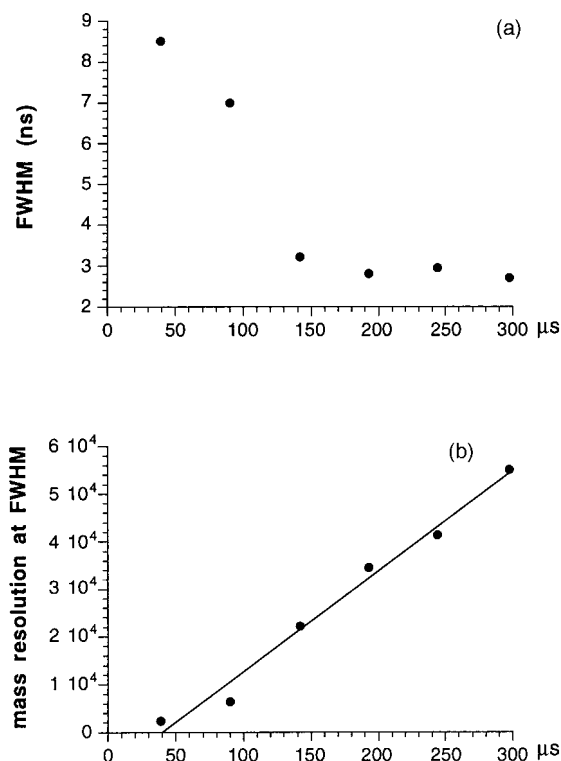 (a)
FWHM (ns)
9
8
7
6
5
4
3
2
0 50 100 150 200 250 300 µs
(b)
mass resolution at FWHM
6 10⁴
5 10⁴
4 10⁴
3 10⁴
2 10⁴
1 10⁴
0
0 50 100 150 200 250 300 µs